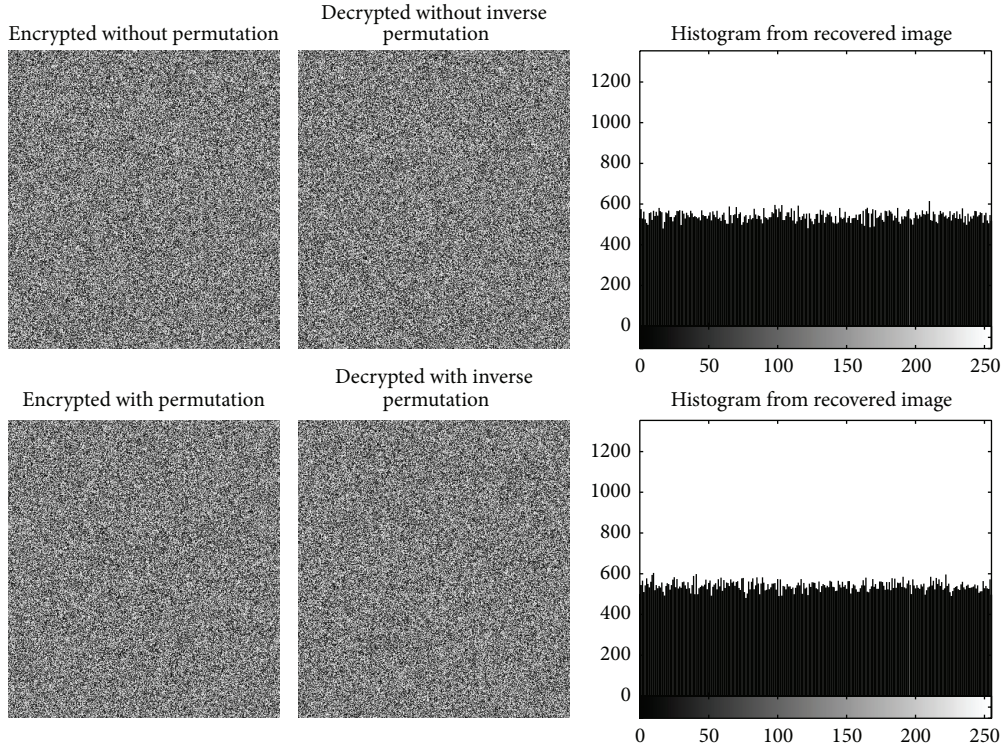 Encrypted without permutation
Decrypted without inverse
permutation
Histogram from recovered image
1200
1000
800
600
400
200
0
0 50 100 150 200 250
Encrypted with permutation
Decrypted with inverse
permutation
Histogram from recovered image
1200
1000
800
600
400
200
0
0 50 100 150 200 250